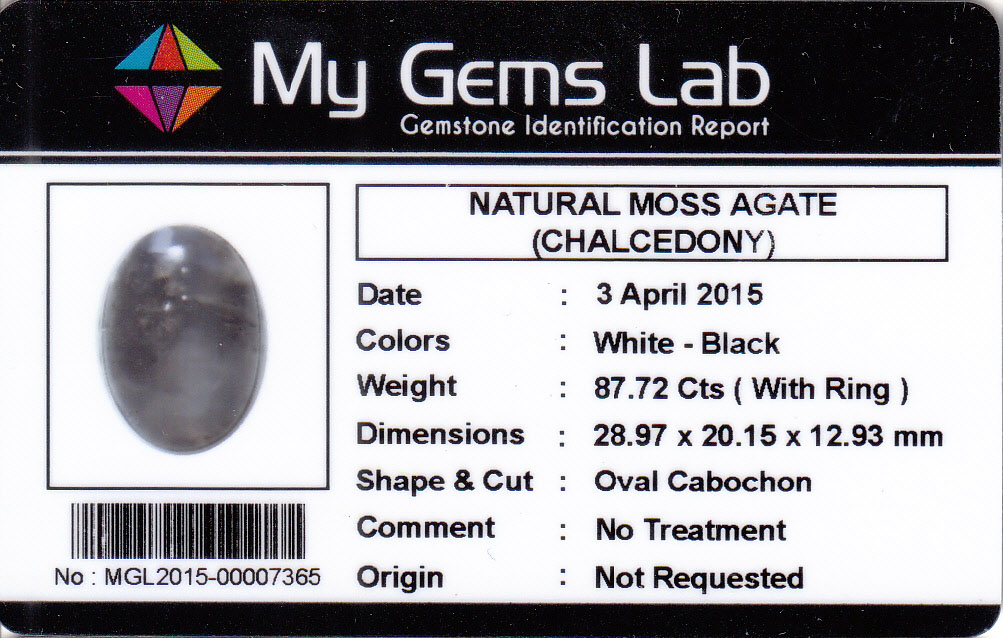 My Gems Lab
Gemstone Identification Report
NATURAL MOSS AGATE
(CHALCEDONY)
Date : 3 April 2015
Colors : White - Black
Weight : 87.72 Cts ( With Ring )
Dimensions : 28.97 x 20.15 x 12.93 mm
Shape & Cut : Oval Cabochon
Comment : No Treatment
Origin : Not Requested
No : MGL2015-00007365